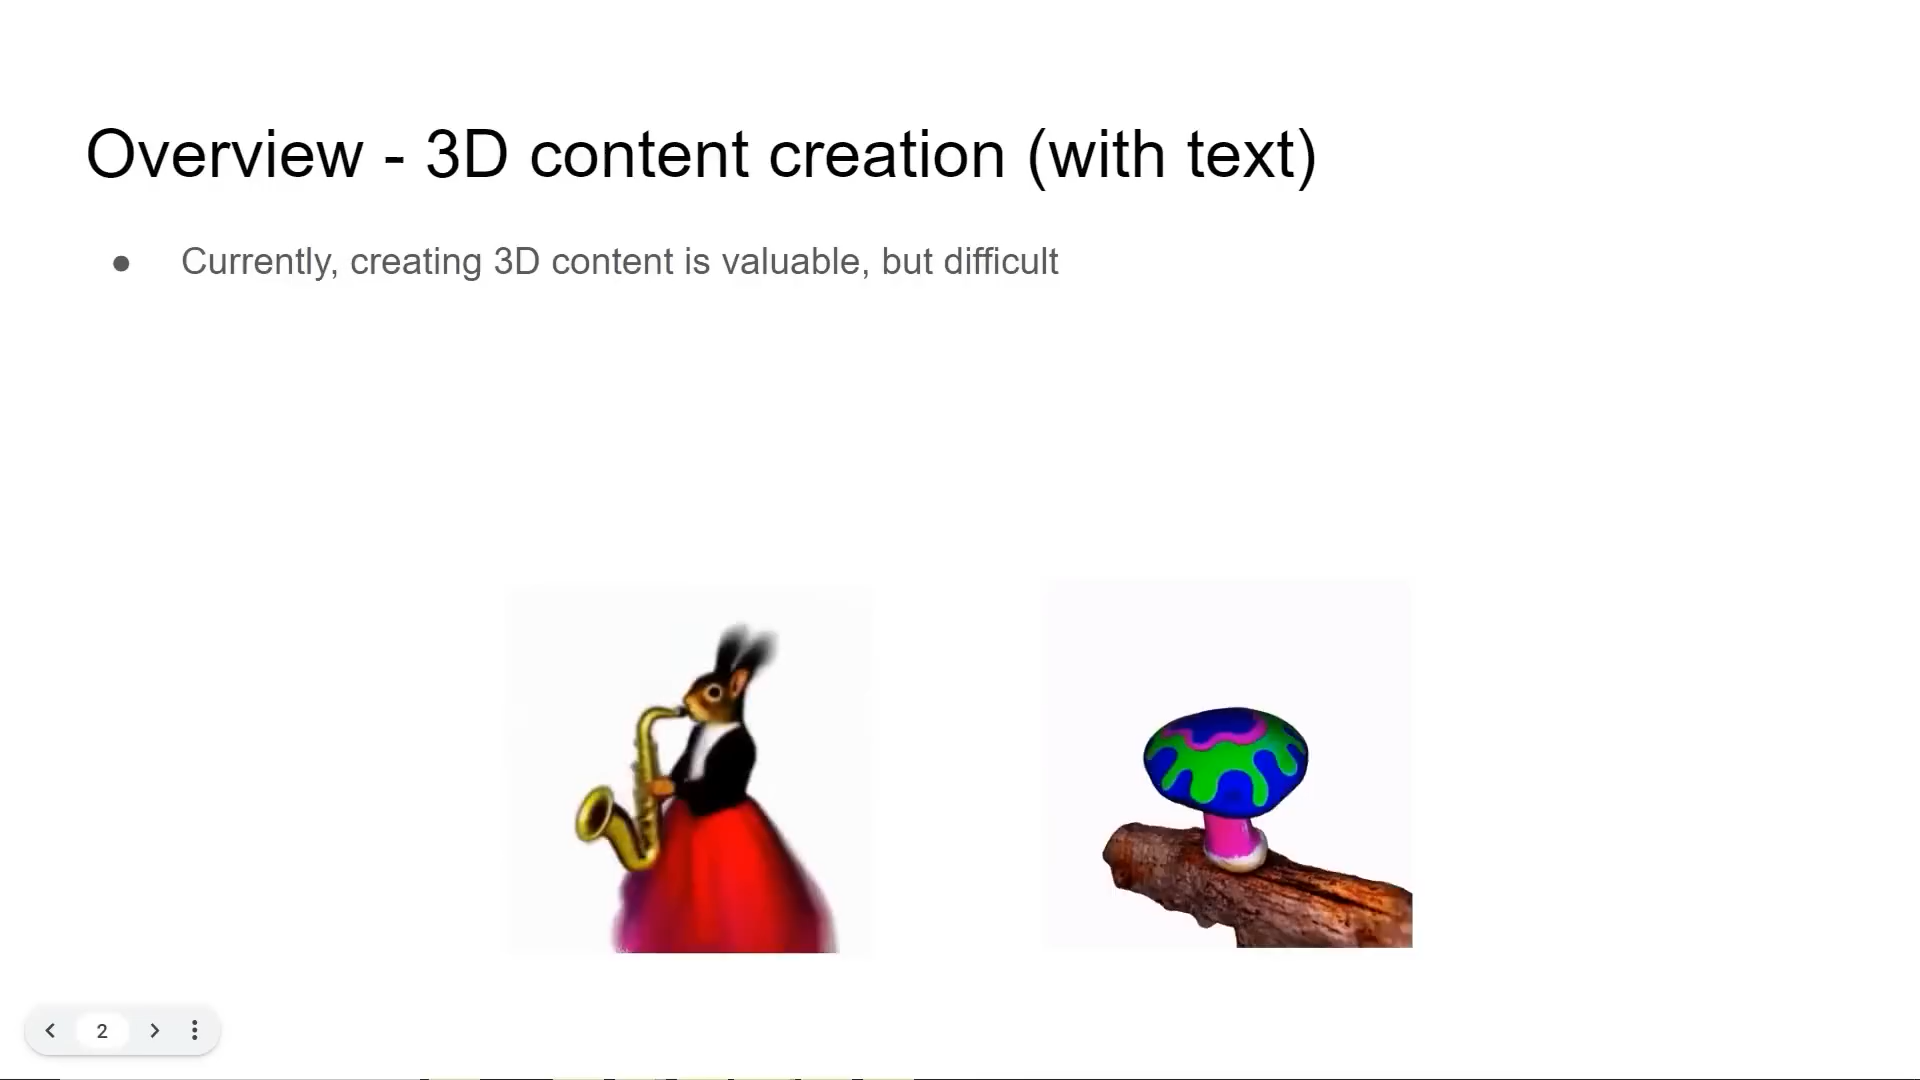 Overview - 3D content creation (with text)
● Currently, creating 3D content is valuable, but difficult
2